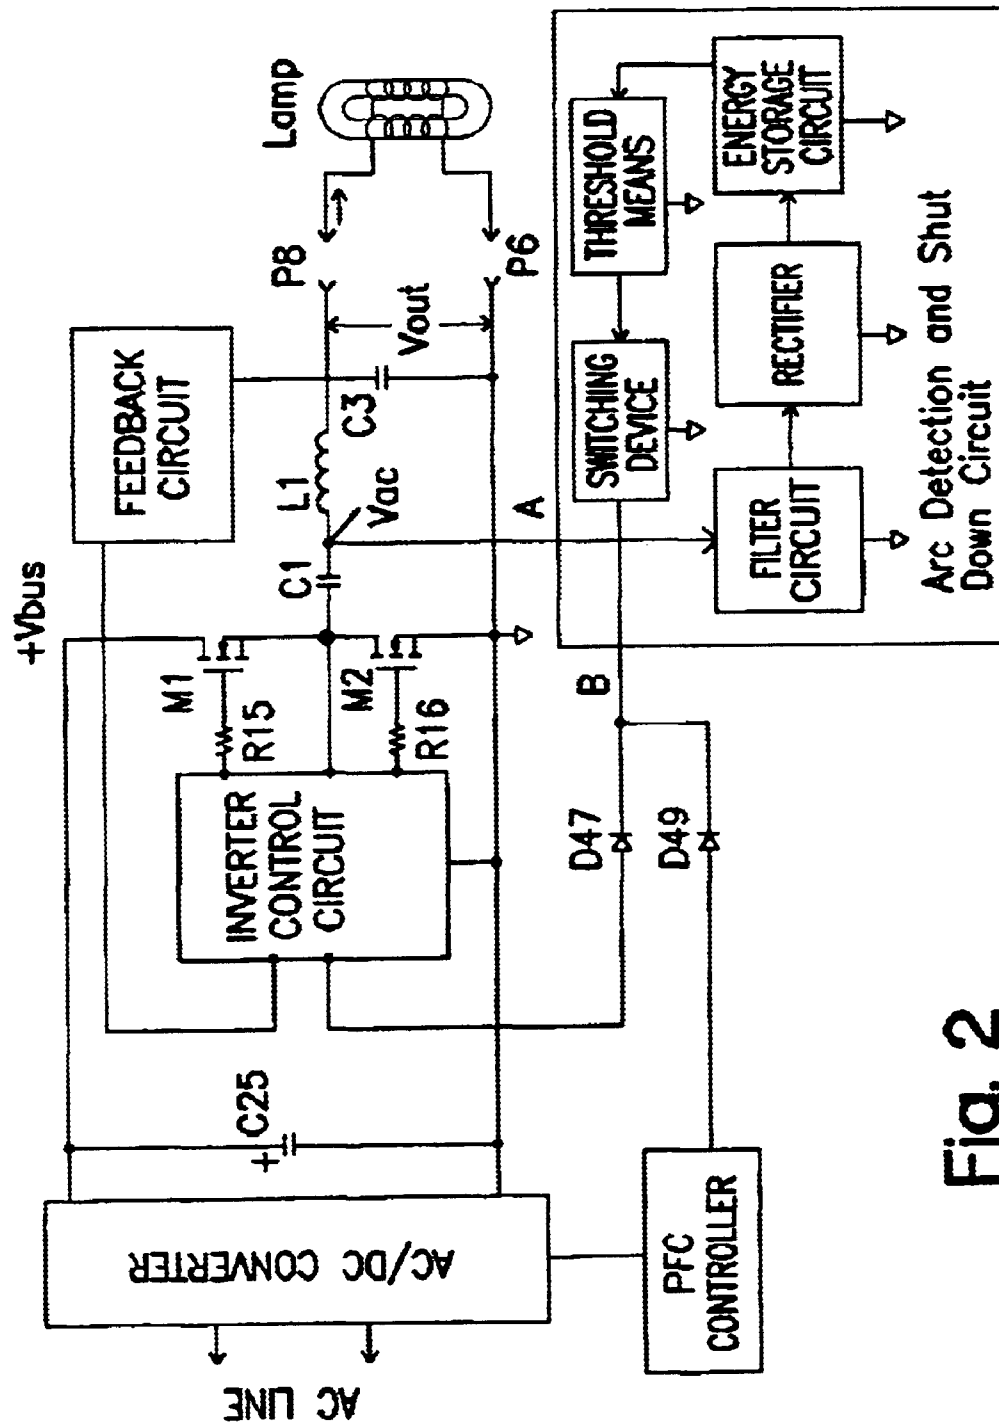 +Vbus
FEEDBACK
CIRCUIT
Lamp
M1
R15
C1
L1
C3
P8
Vac
Vout
M2
R16
P6
INVERTER
CONTROL
CIRCUIT
+
C25
AC/DC CONVERTER
AC LINE
PFC
CONTROLLER
D47
D49
B
A
SWITCHING
DEVICE
THRESHOLD
MEANS
FILTER
CIRCUIT
RECTIFIER
ENERGY
STORAGE
CIRCUIT
Arc Detection and Shut
Down Circuit
Fig. 2